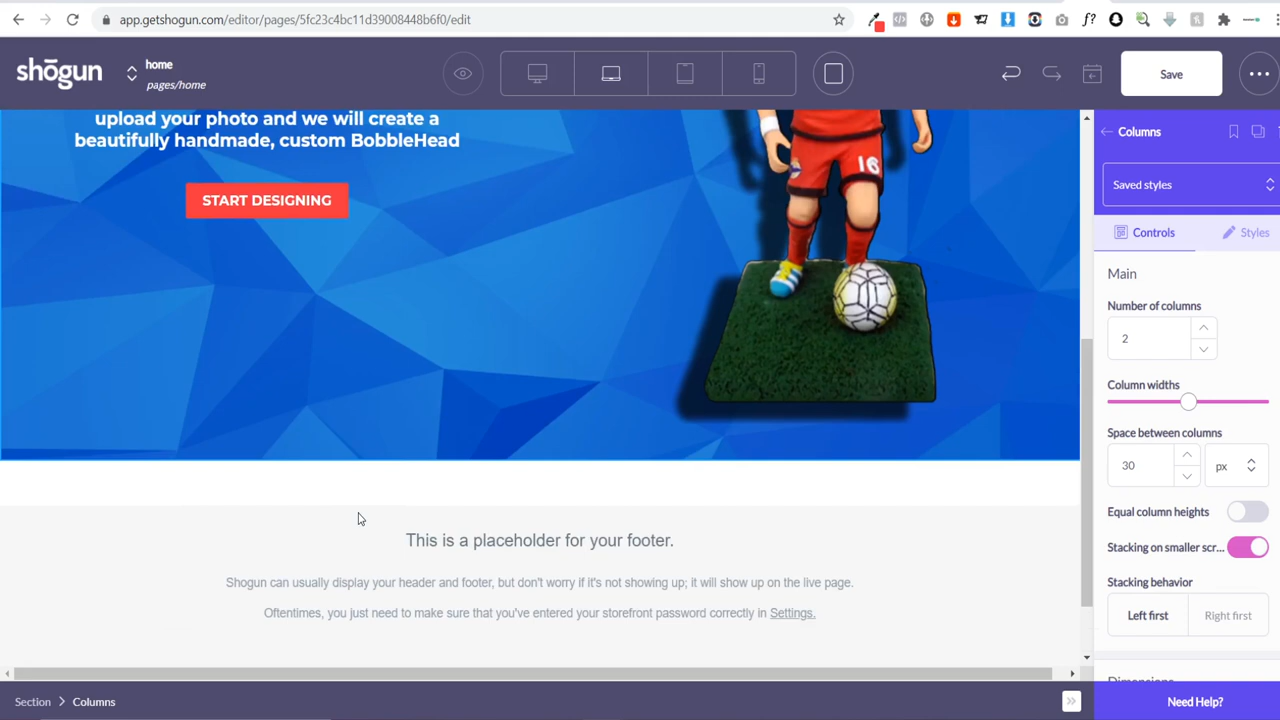 app.getshogun.com/editor/pages/5fc23c4bc11d39008448b6f0/edit
f?
shōgun
home
pages/home
Save
upload your photo and we will create a
beautifully handmade, custom BobbleHead
START DESIGNING
16
This is a placeholder for your footer.
Shogun can usually display your header and footer, but don't worry if it's not showing up; it will show up on the live page.
Oftentimes, you just need to make sure that you've entered your storefront password correctly in Settings.
Columns
Saved styles
Controls
Styles
Main
Number of columns
2
Column widths
Space between columns
30
px
Equal column heights
Stacking on smaller scr...
Stacking behavior
Left first
Right first
Dimensions
Section > Columns
Need Help?